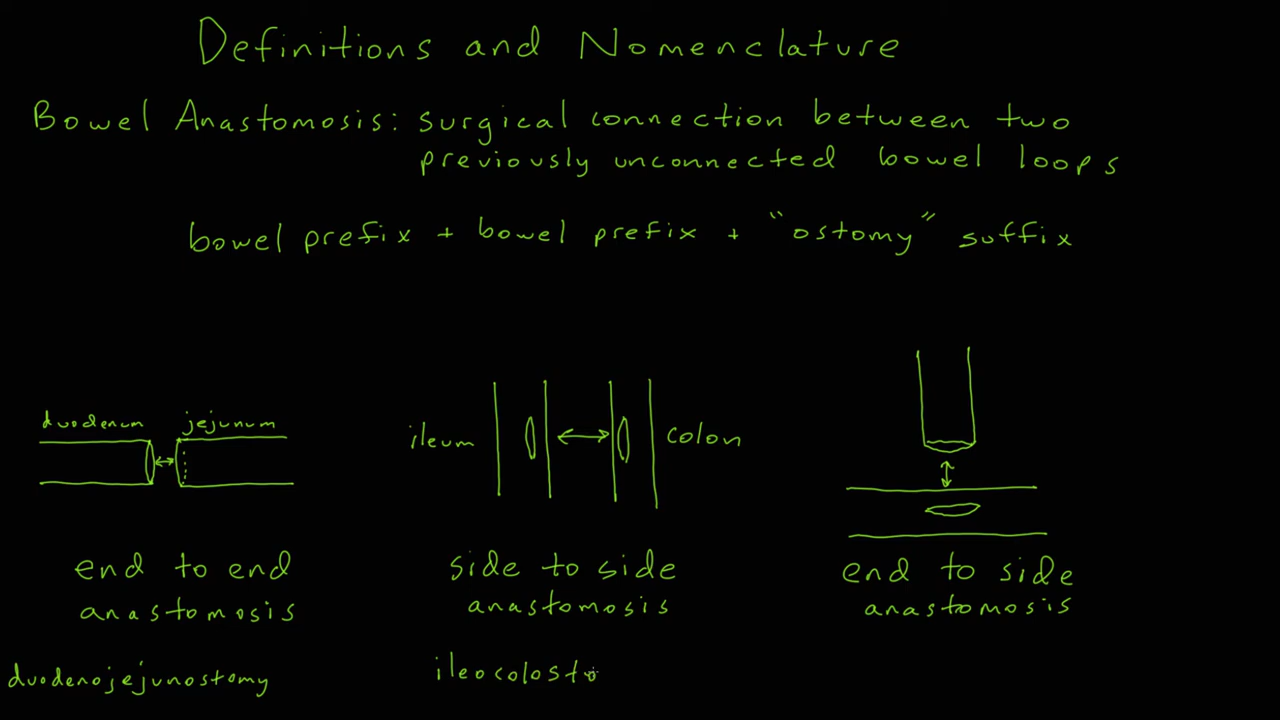 Definitions and Nomenclature
Bowel Anastomosis: surgical connection between two
previously unconnected bowel loops
bowel prefix + bowel prefix + "ostomy" suffix
duodenum jejunum
ileum colon
end to end
anastomosis
side to side
anastomosis
end to side
anastomosis
duodenojejunostomy
ileocolosto